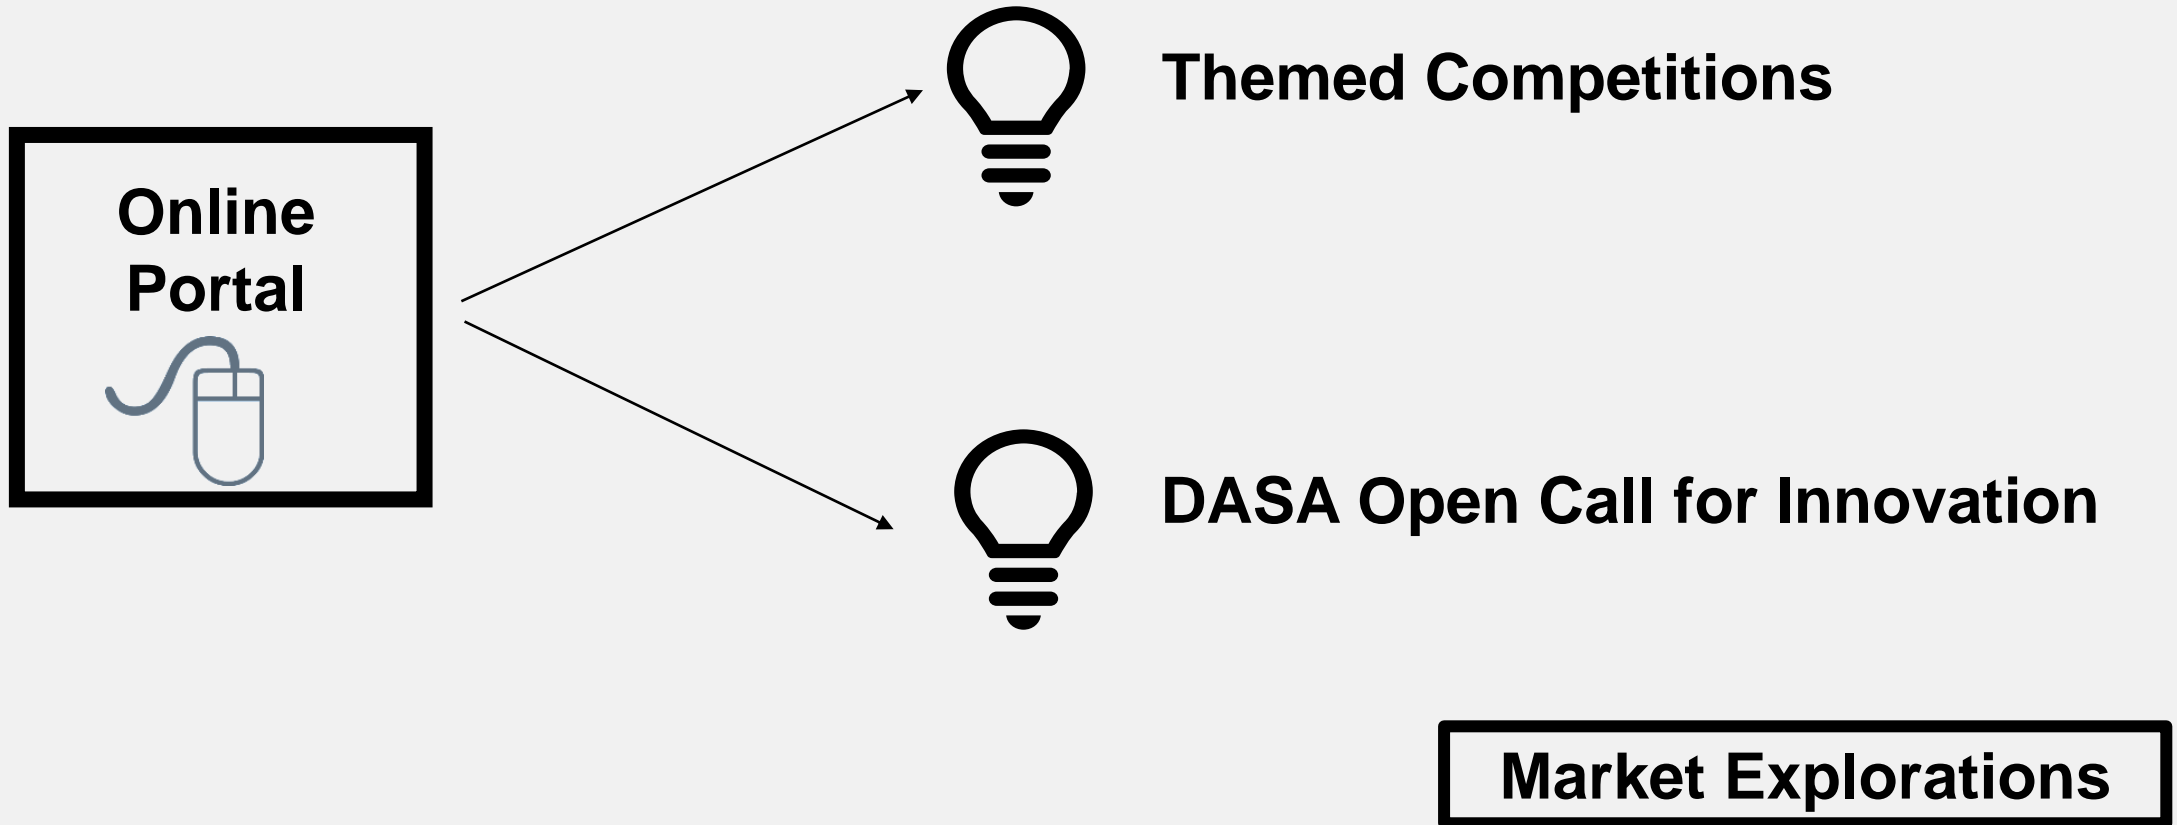 Online
Portal
Themed Competitions
DASA Open Call for Innovation
Market Explorations